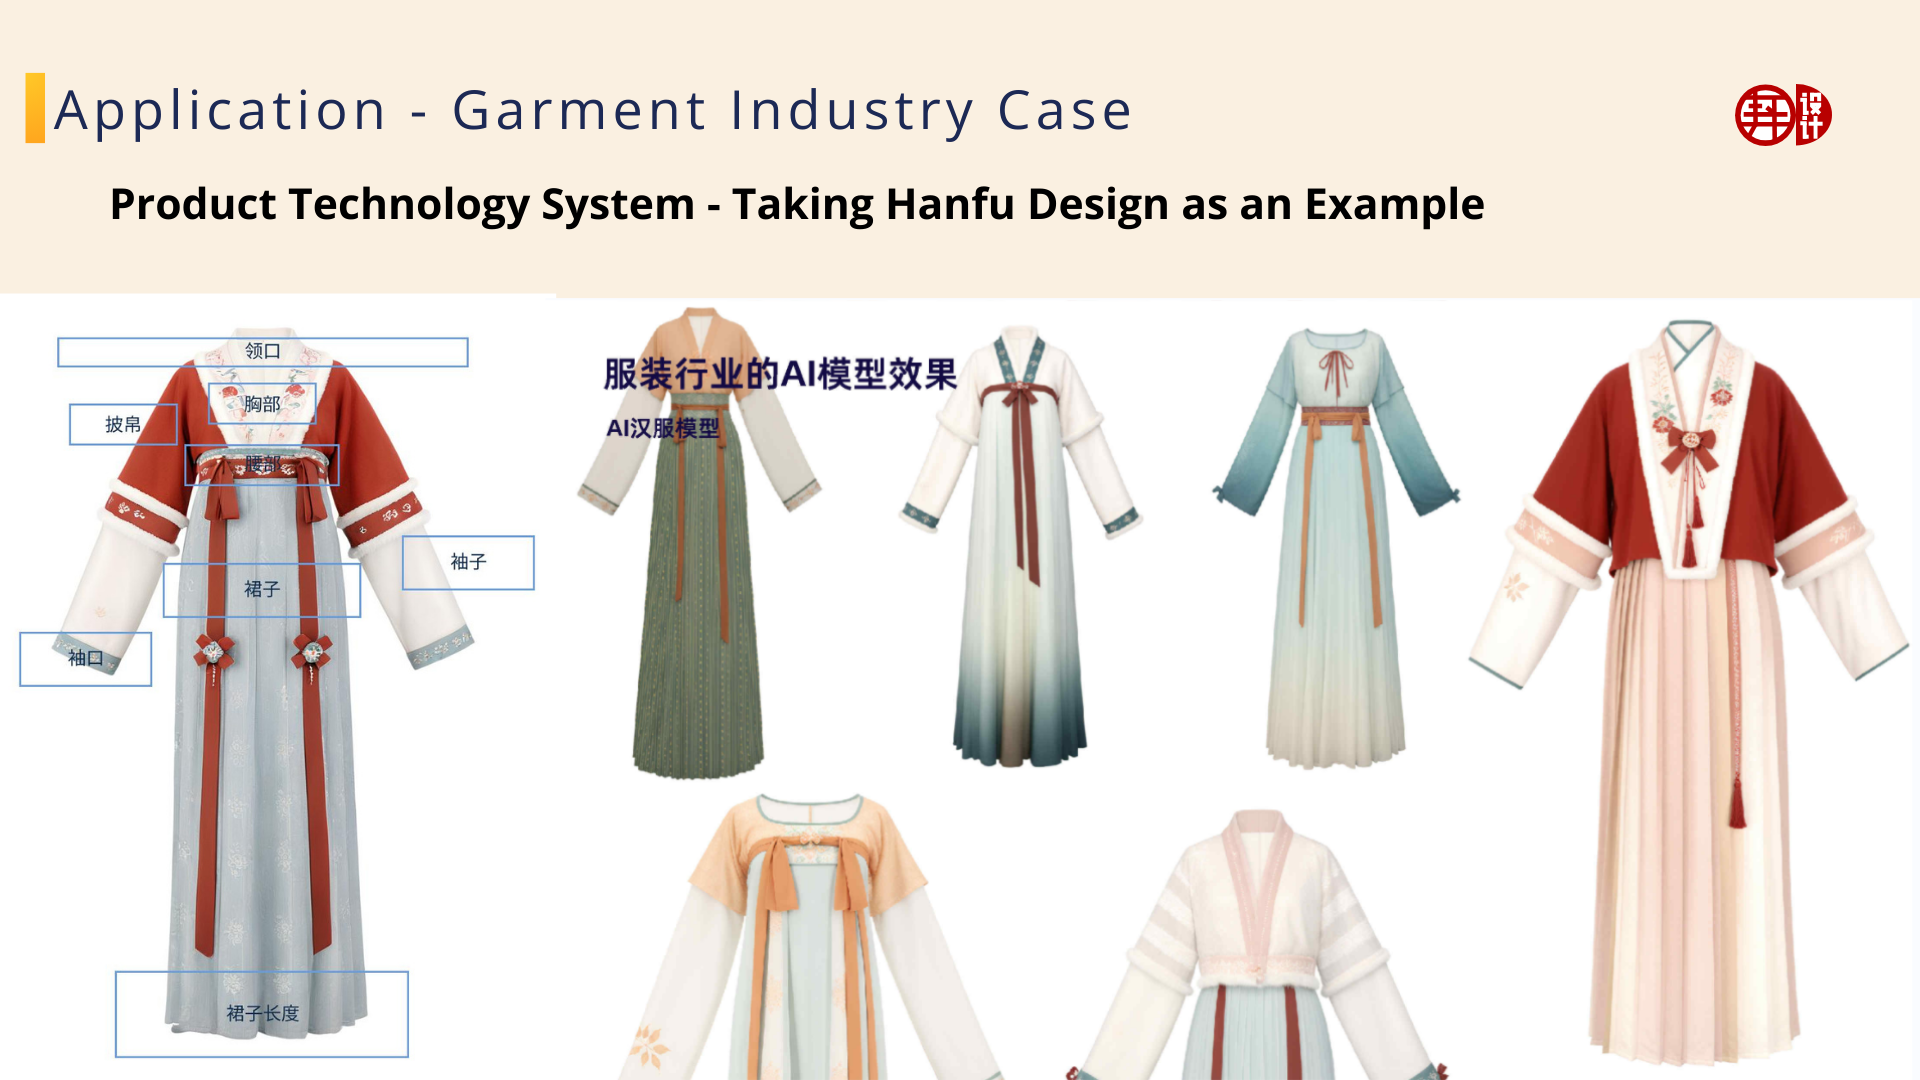 Application - Garment Industry Case
设计
Product Technology System - Taking Hanfu Design as an Example
领口
胸部
披帛
腰部
袖子
裙子
袖口
裙子长度
服装行业的AI模型效果
AI汉服模型